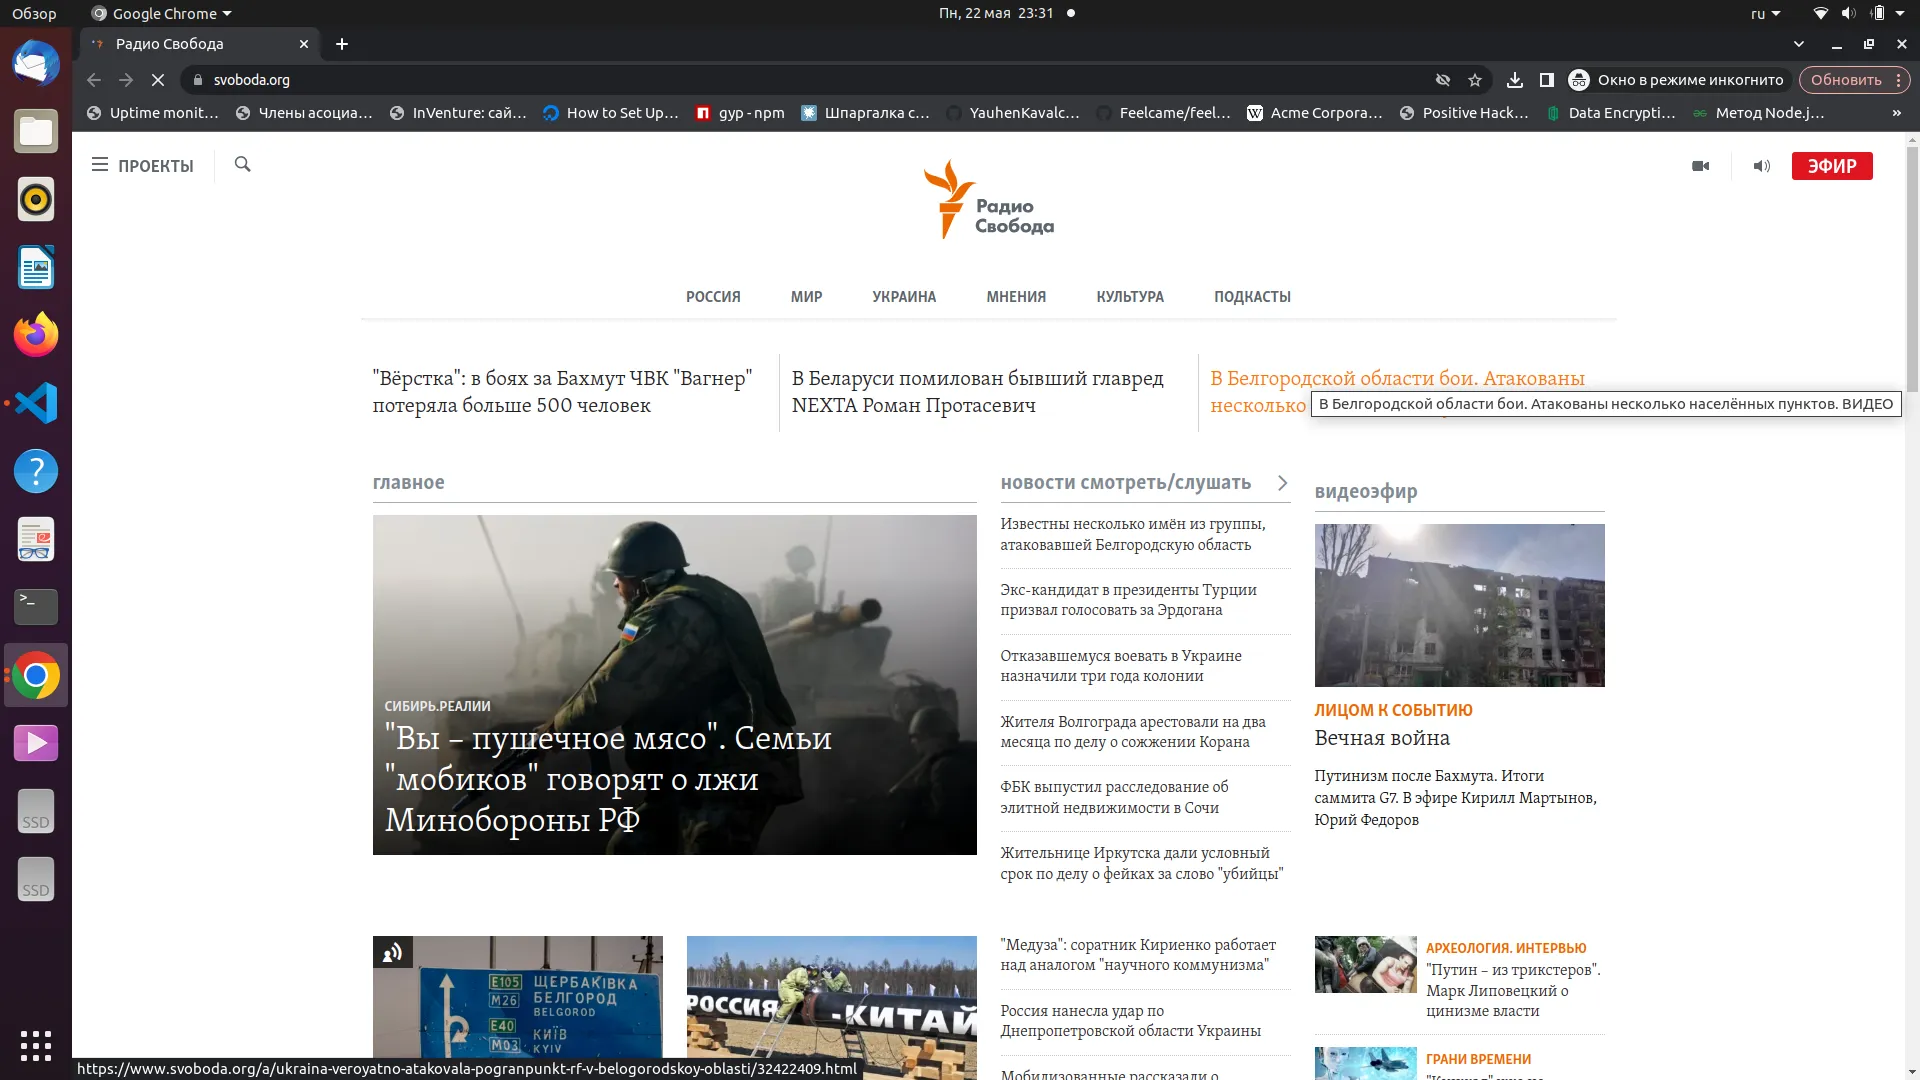 Обзор
Google Chrome
Пн, 22 мая 23:31
ru
Радио Свобода
svoboda.org
Окно в режиме инкогнито
Обновить
Uptime monit…
Члены асоциа…
InVenture: сай…
How to Set Up…
gyp - npm
Шпаргалка с…
YauhenKavalc…
Feelcame/feel…
Acme Corpora…
Positive Hack…
Data Encrypti…
Метод Node.j…
»
ПРОЕКТЫ
Радио
Свобода
ЭФИР
РОССИЯ
МИР
УКРАИНА
МНЕНИЯ
КУЛЬТУРА
ПОДКАСТЫ
"Вёрстка": в боях за Бахмут ЧВК "Вагнер"
потеряла больше 500 человек
В Беларуси помилован бывший главред
NEXTA Роман Протасевич
В Белгородской области бои. Атакованы
несколько
В Белгородской области бои. Атакованы несколько населённых пунктов. ВИДЕО
главное
СИБИРЬ.РЕАЛИИ
"Вы – пушечное мясо". Семьи
"мобиков" говорят о лжи
Минобороны РФ
новости смотреть/слушать
Известны несколько имён из группы,
атаковавшей Белгородскую область
Экс-кандидат в президенты Турции
призвал голосовать за Эрдогана
Отказавшемуся воевать в Украине
назначили три года колонии
Жителя Волгограда арестовали на два
месяца по делу о сожжении Корана
ФБК выпустил расследование об
элитной недвижимости в Сочи
Жительнице Иркутска дали условный
срок по делу о фейках за слово "убийцы"
видеоэфир
ЛИЦОМ К СОБЫТИЮ
Вечная война
Путинизм после Бахмута. Итоги
саммита G7. В эфире Кирилл Мартынов,
Юрий Федоров
SSD
SSD
E105
M26
ЩЕРБАКІВКА
БЕЛГОРОД
BELGOROD
E40
M03
КИЇВ
KYIV
РОССИЯ
-КИТАЙ
"Медуза": соратник Кириенко работает
над аналогом "научного коммунизма"
Россия нанесла удар по
Днепропетровской области Украины
Мобилизованные рассказали о
АРХЕОЛОГИЯ. ИНТЕРВЬЮ
"Путин – из трикстеров".
Марк Липовецкий о
цинизме власти
ГРАНИ ВРЕМЕНИ
https://www.svoboda.org/a/ukraina-veroyatno-atakovala-pogranpunkt-rf-v-belogorodskoy-oblasti/32422409.html